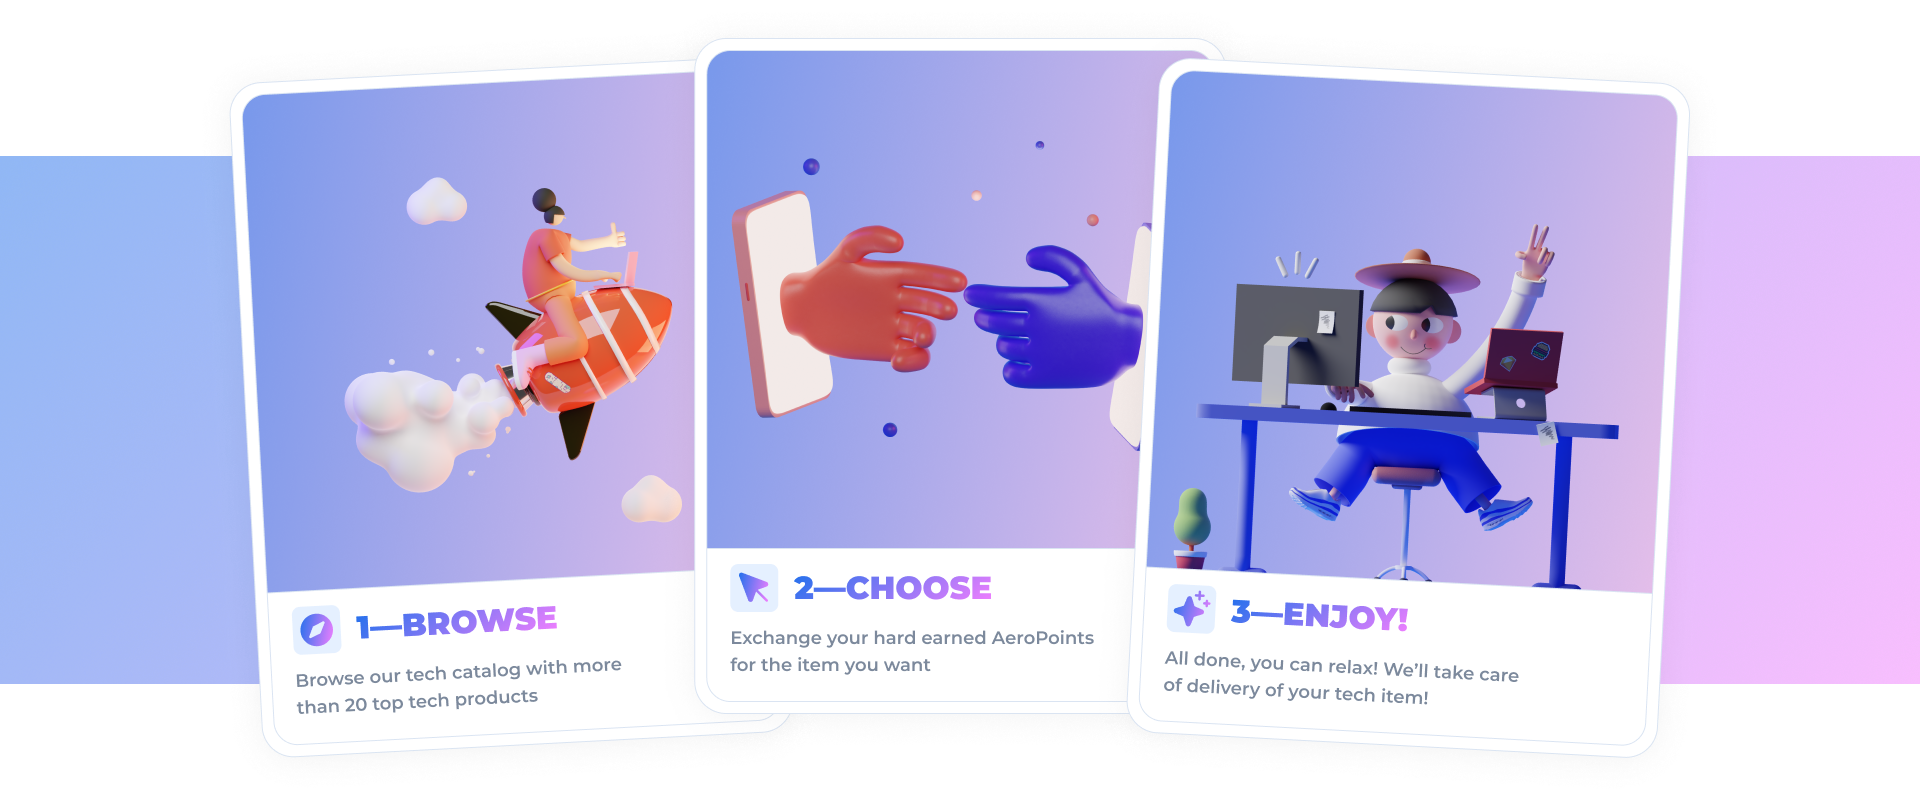 1—BROWSE
Browse our tech catalog with more
than 20 top tech products
2—CHOOSE
Exchange your hard earned AeroPoints
for the item you want
3—ENJOY!
All done, you can relax! We’ll take care
of delivery of your tech item!